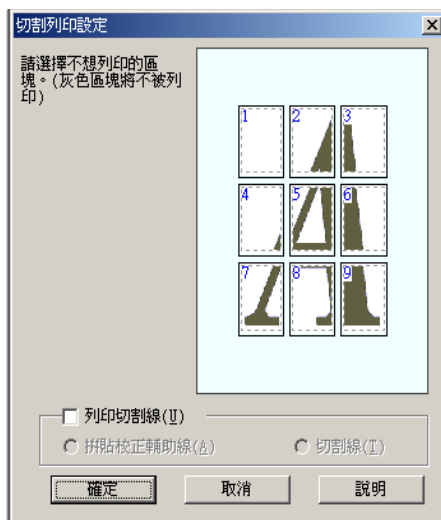 切割列印設定
請選擇不想列印的區
塊。(灰色區塊將不被列
印)
1 2 3
4 5 6
7 8 9
列印切割線(U)
拼貼校正輔助線(A) 切割線(T)
確定 取消 說明